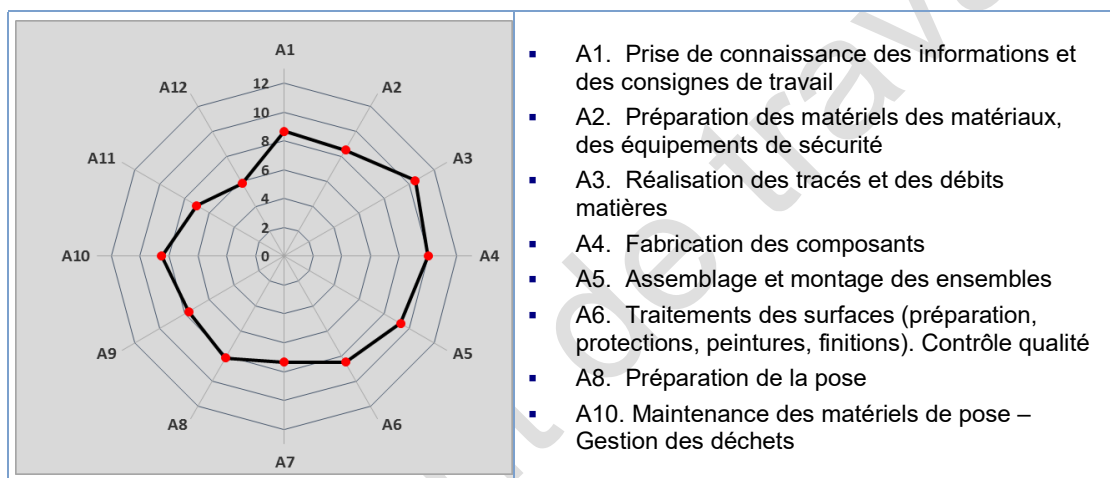 A1
A2
A3
A4
A5
A6
A7
A8
A9
A10
A11
A12
12
10
8
6
4
2
0
▪ A1. Prise de connaissance des informations et
des consignes de travail
▪ A2. Préparation des matériels des matériaux,
des équipements de sécurité
▪ A3. Réalisation des tracés et des débits
matières
▪ A4. Fabrication des composants
▪ A5. Assemblage et montage des ensembles
▪ A6. Traitements des surfaces (préparation,
protections, peintures, finitions). Contrôle qualité
▪ A8. Préparation de la pose
▪ A10. Maintenance des matériels de pose –
Gestion des déchets